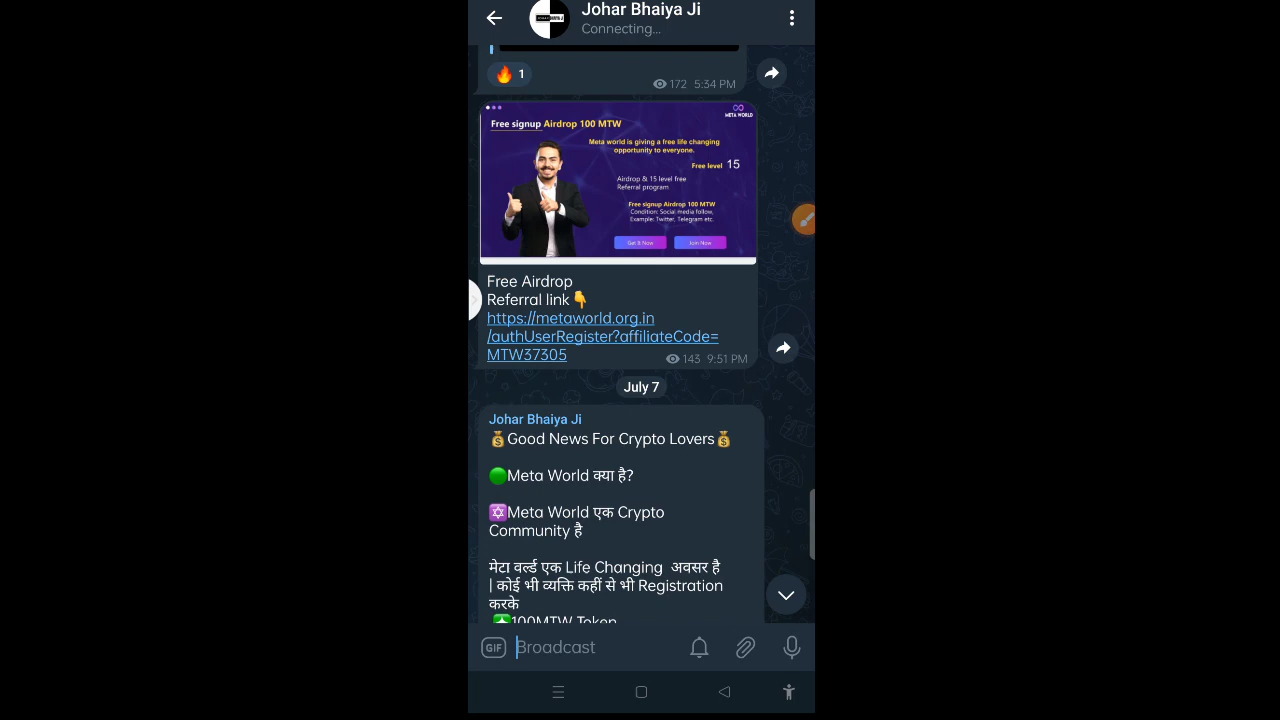 Johar Bhaiya Ji
Connecting...
1
172 5:34 PM
META WORLD
Free signup Airdrop 100 MTW
Meta world is giving a free life changing
opportunity to everyone.
Free level 15
Airdrop & 15 level free
Referral program
Free signup Airdrop 100 MTW
Condition: Social media follow,
Example: Twitter, Telegram etc.
Get It Now Join Now
Free Airdrop
Referral link👇
https://metaworld.org.in
/authUserRegister?affiliateCode=
MTW37305
143 9:51 PM
July 7
Johar Bhaiya Ji
💰Good News For Crypto Lovers💰
🟢Meta World क्या है?
🔯Meta World एक Crypto
Community है
मेटा वर्ल्ड एक Life Changing अवसर है
| कोई भी व्यक्ति कहीं से भी Registration
करके
100MTW Token
GIF Broadcast